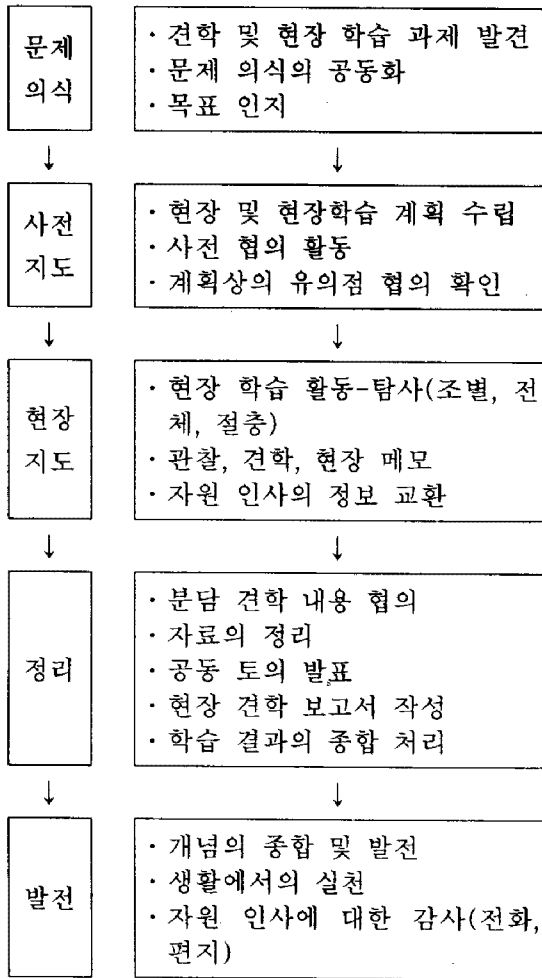 문제
의식
· 견학 및 현장 학습 과제 발견
· 문제 의식의 공동화
· 목표 인지
↓ ↓
사전
지도
· 현장 및 현장학습 계획 수립
· 사전 협의 활동
· 계획상의 유의점 협의 확인
↓ ↓
현장
지도
· 현장 학습 활동-탐사(조별, 전
체, 절충)
· 관찰, 견학, 현장 메모
· 자원 인사의 정보 교환
↓ ↓
정리
· 분담 견학 내용 협의
· 자료의 정리
· 공동 토의 발표
· 현장 견학 보고서 작성
· 학습 결과의 종합 처리
↓ ↓
발전
· 개념의 종합 및 발전
· 생활에서의 실천
· 자원 인사에 대한 감사(전화,
편지)